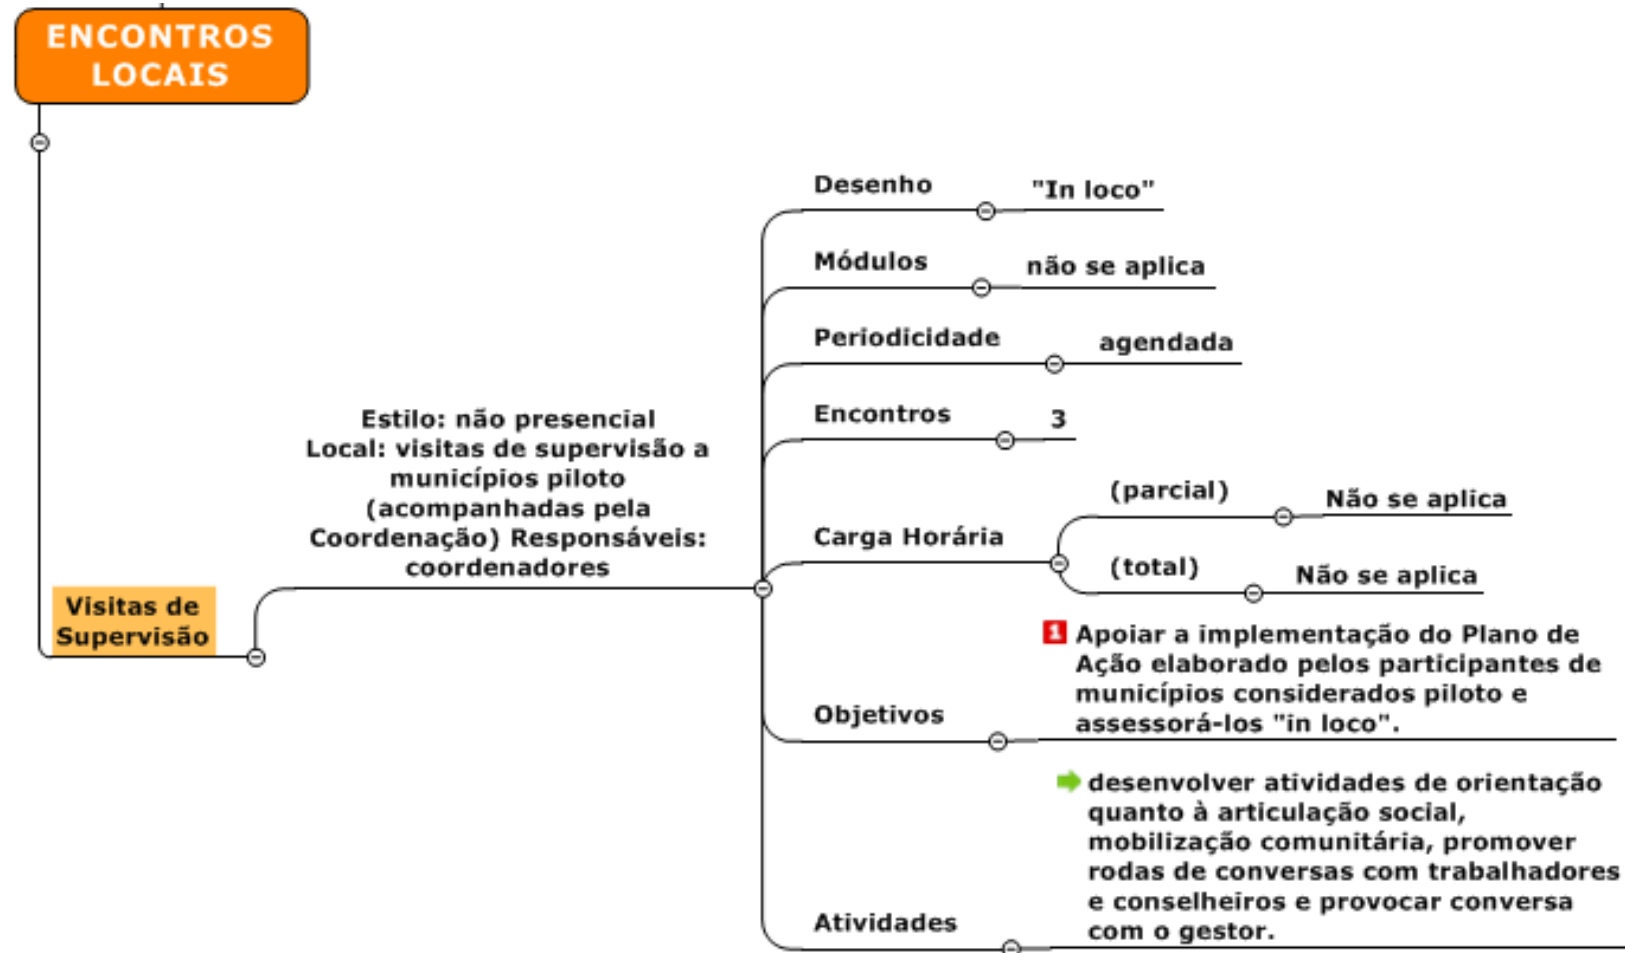 ENCONTROS
LOCAIS
Visitas de
Supervisão
Estilo: não presencial
Local: visitas de supervisão a
municípios piloto
(acompanhadas pela
Coordenação) Responsáveis:
coordenadores
Desenho
"In loco"
Módulos
não se aplica
Periodicidade
agendada
Encontros
3
Carga Horária
(parcial)
Não se aplica
(total)
Não se aplica
Objetivos
1 Apoiar a implementação do Plano de
Ação elaborado pelos participantes de
municípios considerados piloto e
assessorá-los "in loco".
Atividades
desenvolver atividades de orientação
quanto à articulação social,
mobilização comunitária, promover
rodas de conversas com trabalhadores
e conselheiros e provocar conversa
com o gestor.